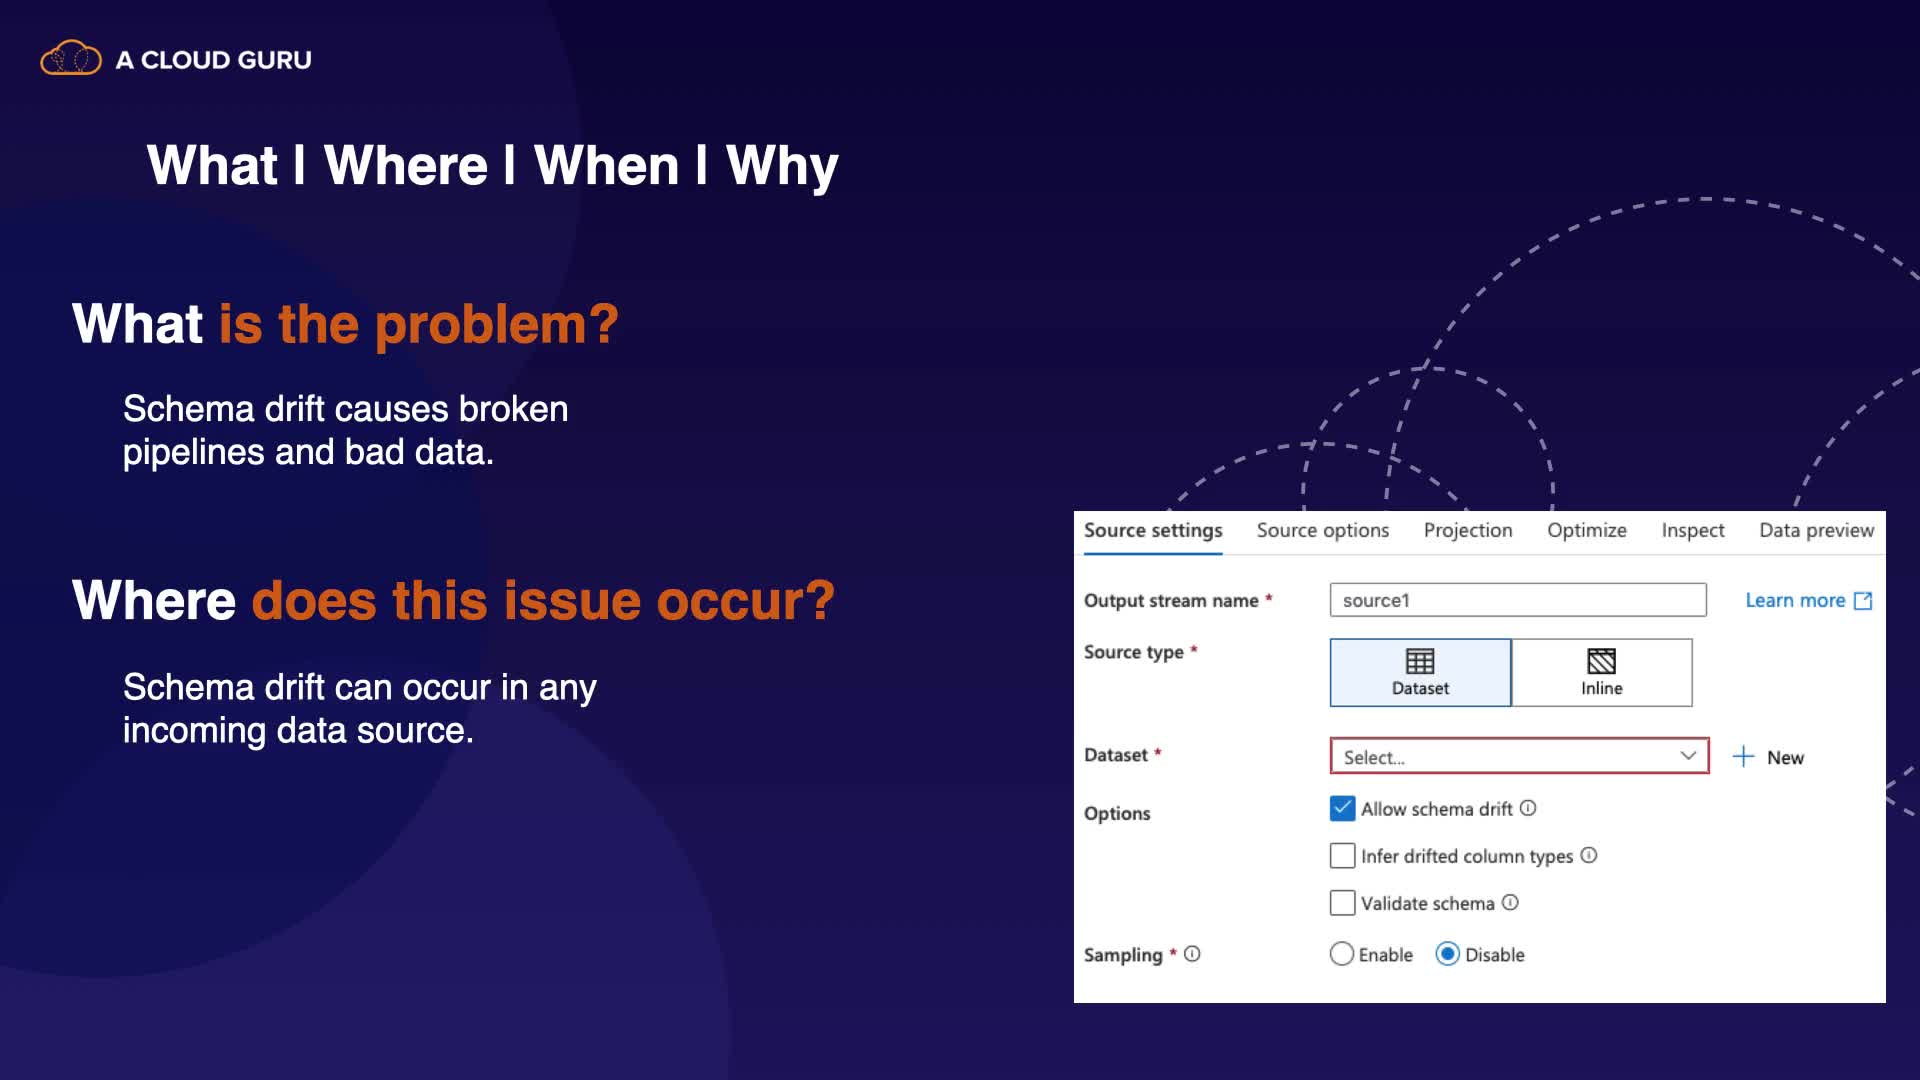 A CLOUD GURU
What | Where | When | Why
What is the problem?
Schema drift causes broken
pipelines and bad data.
Where does this issue occur?
Schema drift can occur in any
incoming data source.
Source settings Source options Projection Optimize Inspect Data preview
Output stream name * source1 Learn more
Source type * Dataset Inline
Dataset * Select... New
Options Allow schema drift
Infer drifted column types
Validate schema
Sampling * Enable Disable